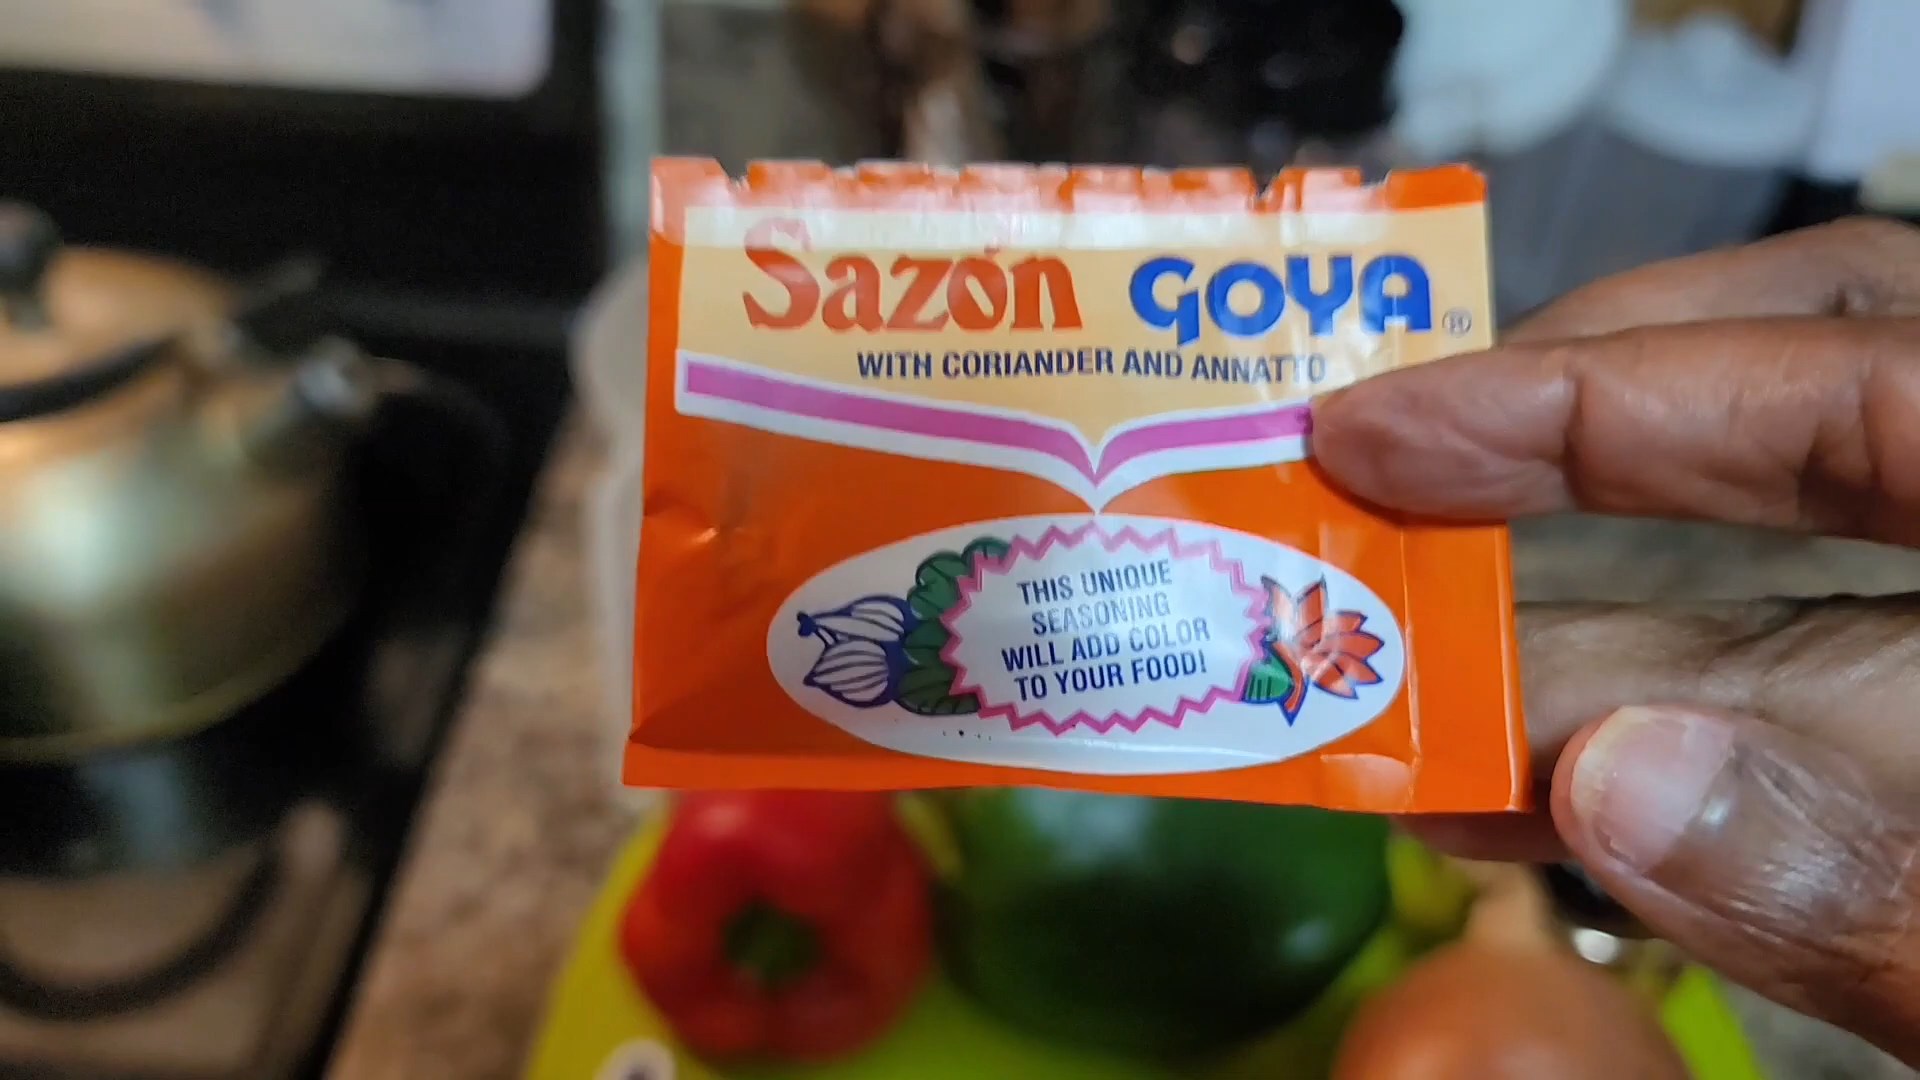 Sazón GOYA®
WITH CORIANDER AND ANNATTO
THIS UNIQUE
SEASONING
WILL ADD COLOR
TO YOUR FOOD!